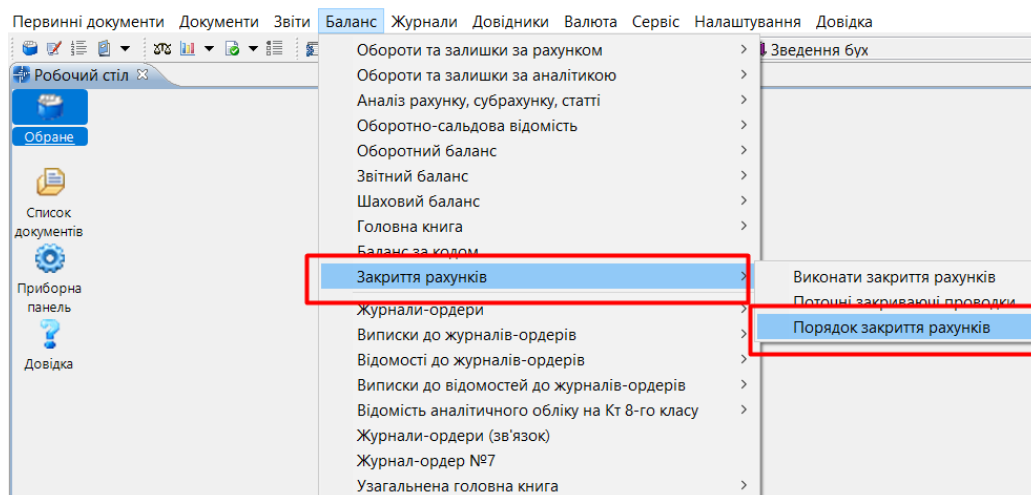 Первинні документи Документи Звіти Баланс Журнали Довідники Валюта Сервіс Налаштування Довідка
Зведення бух
Робочий стіл
Обране
Список
документів
Приборна
панель
Довідка
Обороти та залишки за рахунком
Обороти та залишки за аналітикою
Аналіз рахунку, субрахунку, статті
Оборотно-сальдова відомість
Оборотний баланс
Звітний баланс
Шаховий баланс
Головна книга
Баланс за кодом
Закриття рахунків
Журнали-ордери
Виписки до журналів-ордерів
Відомості до журналів-ордерів
Виписки до відомостей до журналів-ордерів
Відомість аналітичного обліку на Кт 8-го класу
Журнали-ордери (зв'язок)
Журнал-ордер №7
Узагальнена головна книга
Виконати закриття рахунків
Поточні закриваючі проводки
Порядок закриття рахунків